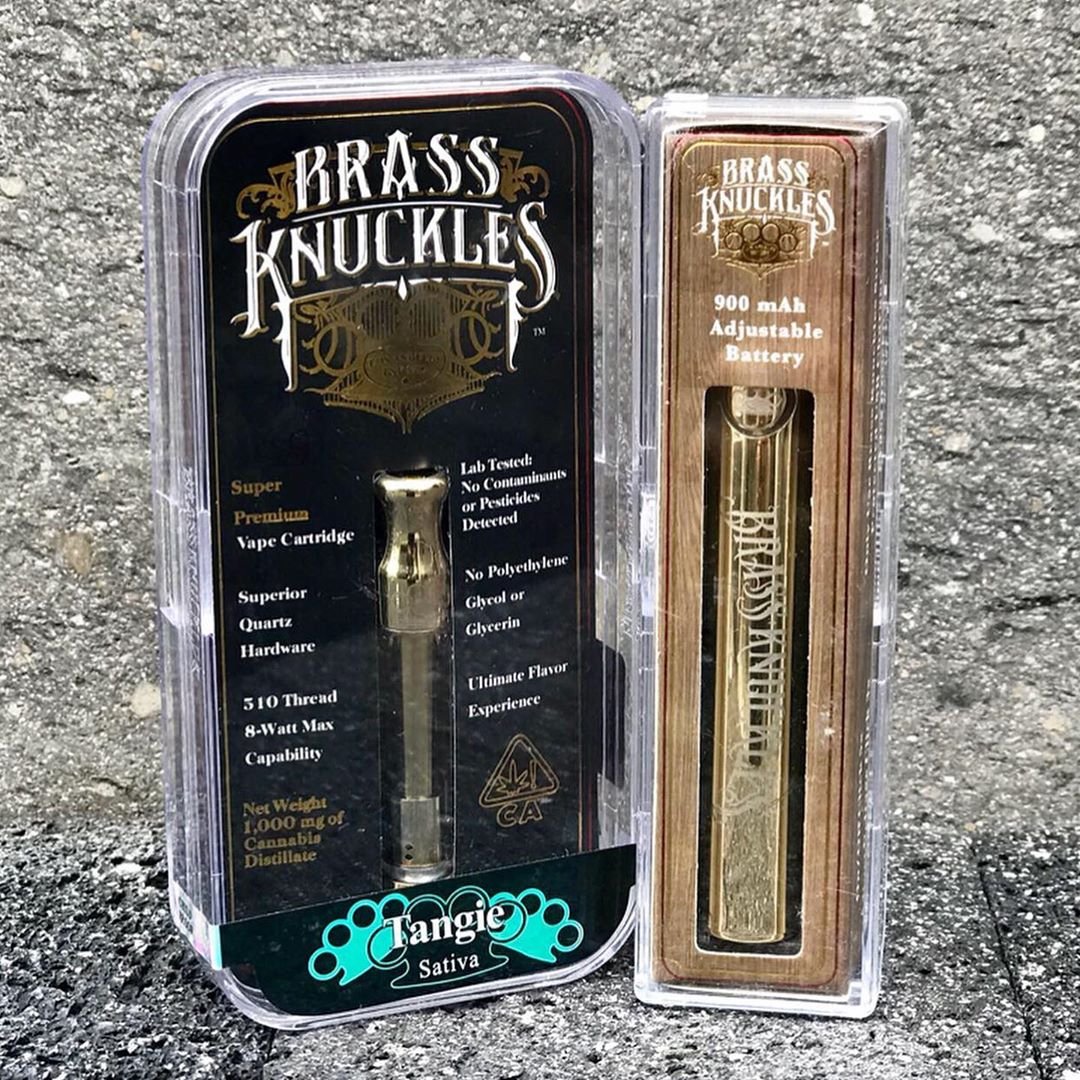 BRASS
KNUCKLES
TM
Super
Premium
Vape Cartridge
Superior
Quartz
Hardware
510 Thread
8-Watt Max
Capability
Net Weight
1,000 mg of
Cannabis
Distillate
Lab Tested:
No Contaminants
or Pesticides
Detected
No Polyethylene
Glycol or
Glycerin
Ultimate Flavor
Experience
!
CA
Tangie
Sativa
BRASS
KNUCKLES
900 mAh
Adjustable
Battery
BRASS KNUCKLES